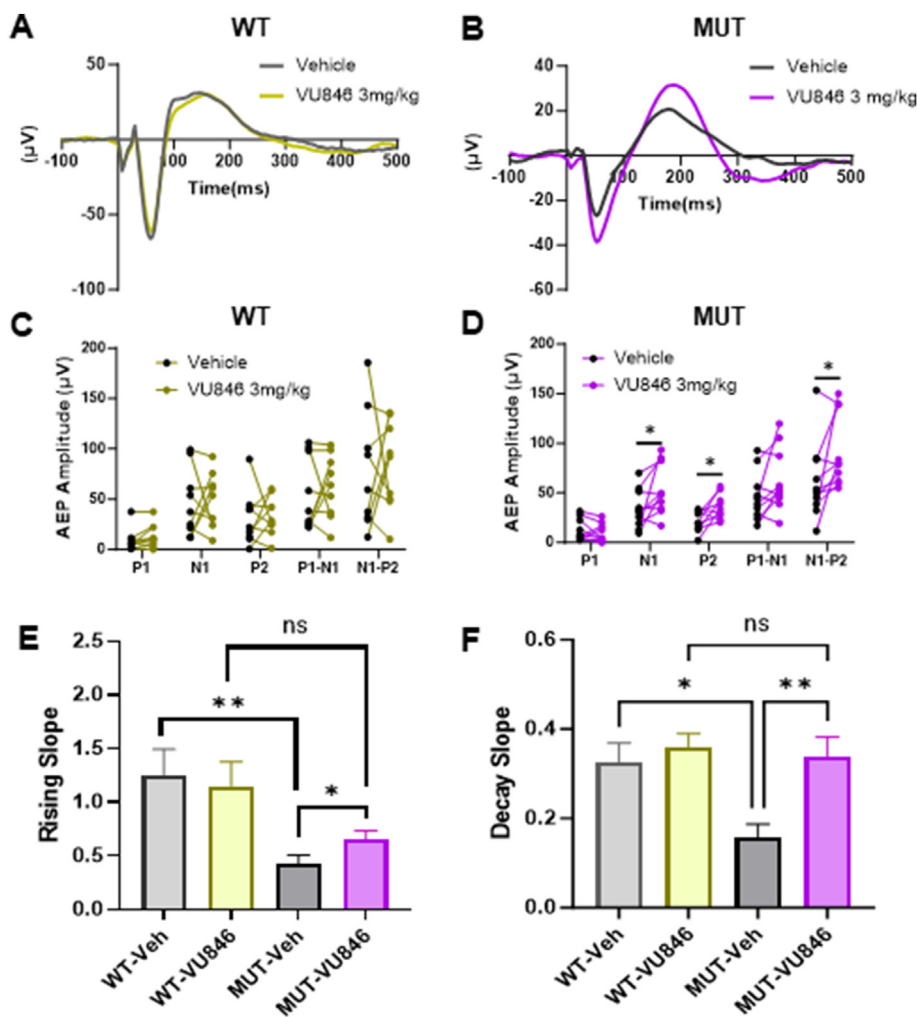 A
WT
50
Vehicle
VU846 3mg/kg
(µV)
-100
100
200
300
400
500
Time(ms)
-50
-100
B
MUT
40
Vehicle
20
VU846 3 mg/kg
(µV)
-100
100
200
300
400
500
Time(ms)
-20
-40
-60
C
WT
200
Vehicle
VU846 3mg/kg
150
100
50
0
AEP Amplitude (µV)
P1 N1 P2 P1-N1 N1-P2
D
MUT
200
Vehicle
VU846 3mg/kg
150
100
50
0
AEP Amplitude (µV)
* * *
P1 N1 P2 P1-N1 N1-P2
E
2.5
2.0
1.5
1.0
0.5
0.0
Rising Slope
ns
**
*
WT-Veh
WT-VU846
MUT-Veh
MUT-VU846
F
0.6
0.4
0.2
0.0
Decay Slope
ns
* **
WT-Veh
WT-VU846
MUT-Veh
MUT-VU846